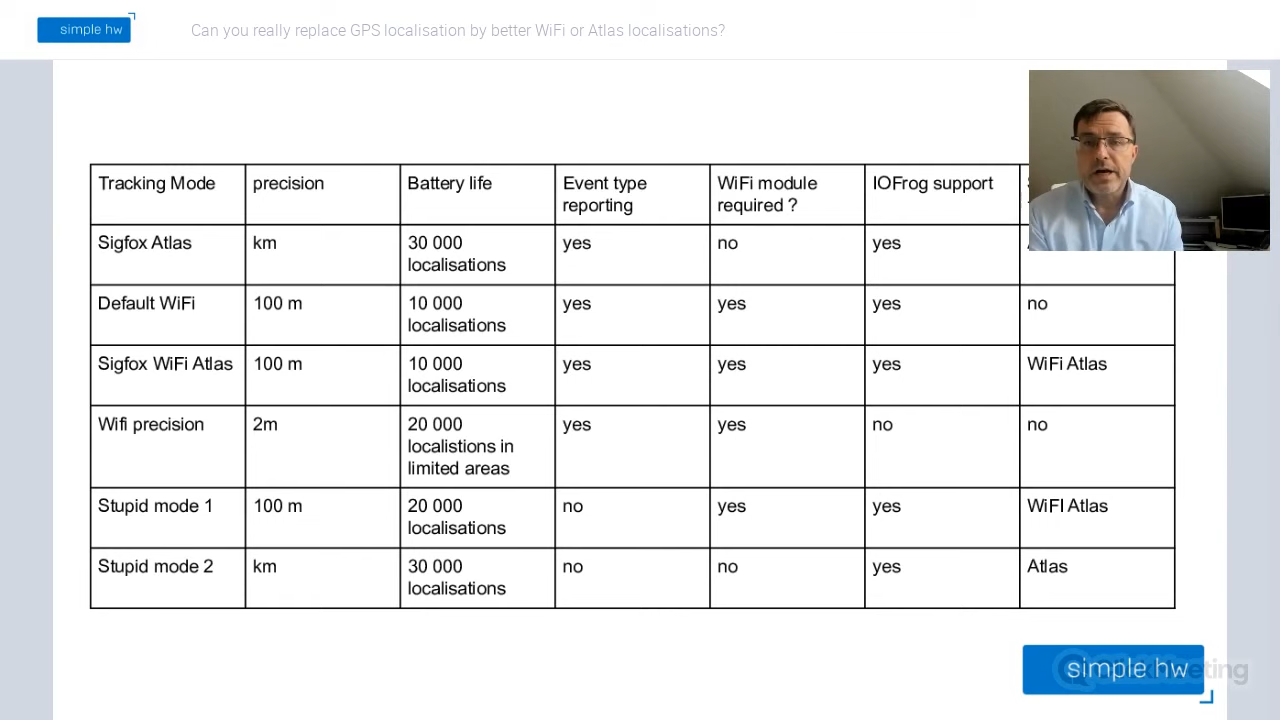 simple hw
Can you really replace GPS localisation by better WiFi or Atlas localisations?
Tracking Mode precision Battery life Event type reporting WiFi module required ? IOFrog support
Sigfox Atlas km 30 000 localisations yes no yes
Default WiFi 100 m 10 000 localisations yes yes yes no
Sigfox WiFi Atlas 100 m 10 000 localisations yes yes yes WiFi Atlas
Wifi precision 2m 20 000 localistions in limited areas yes yes no no
Stupid mode 1 100 m 20 000 localisations no yes yes WiFI Atlas
Stupid mode 2 km 30 000 localisations no no yes Atlas
simple hw